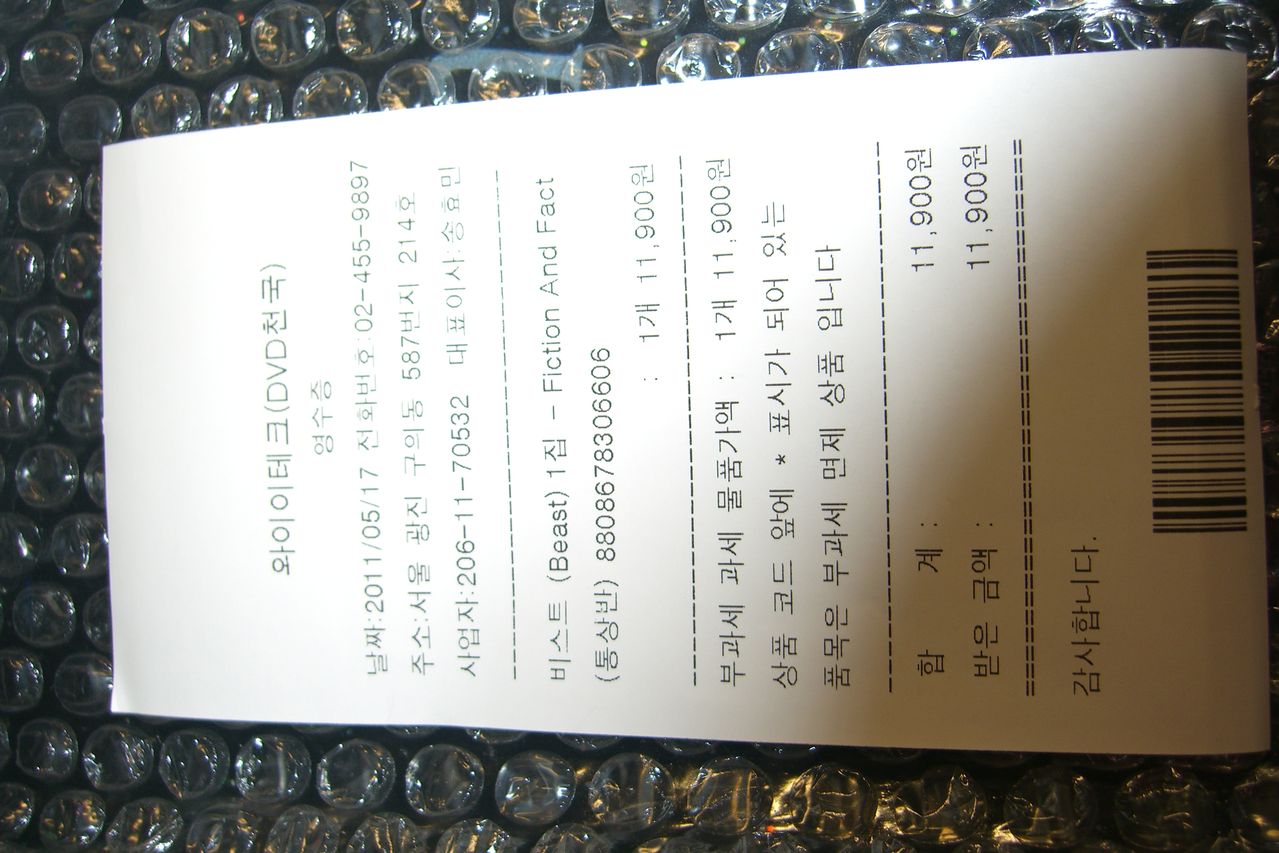 와이이테크(DVD천국)
영수증
날짜:2011/05/17 전화번호:02-455-9897
주소:서울 광진 구의동 587번지 214호
사업자:206-11-70532 대표이사:송효민
--------------------------------
비스트 (Beast) 1집 - Fiction And Fact
(통상반) 8808678306606
: 1개 11,900원
--------------------------------
부과세 과세 물품가액 : 1개 11,900원
상품 코드 앞에 * 표시가 되어 있는
품목은 부과세 면제 상품 입니다
--------------------------------
합 계 : 11,900원
받은 금액 : 11,900원
================================
감사합니다.